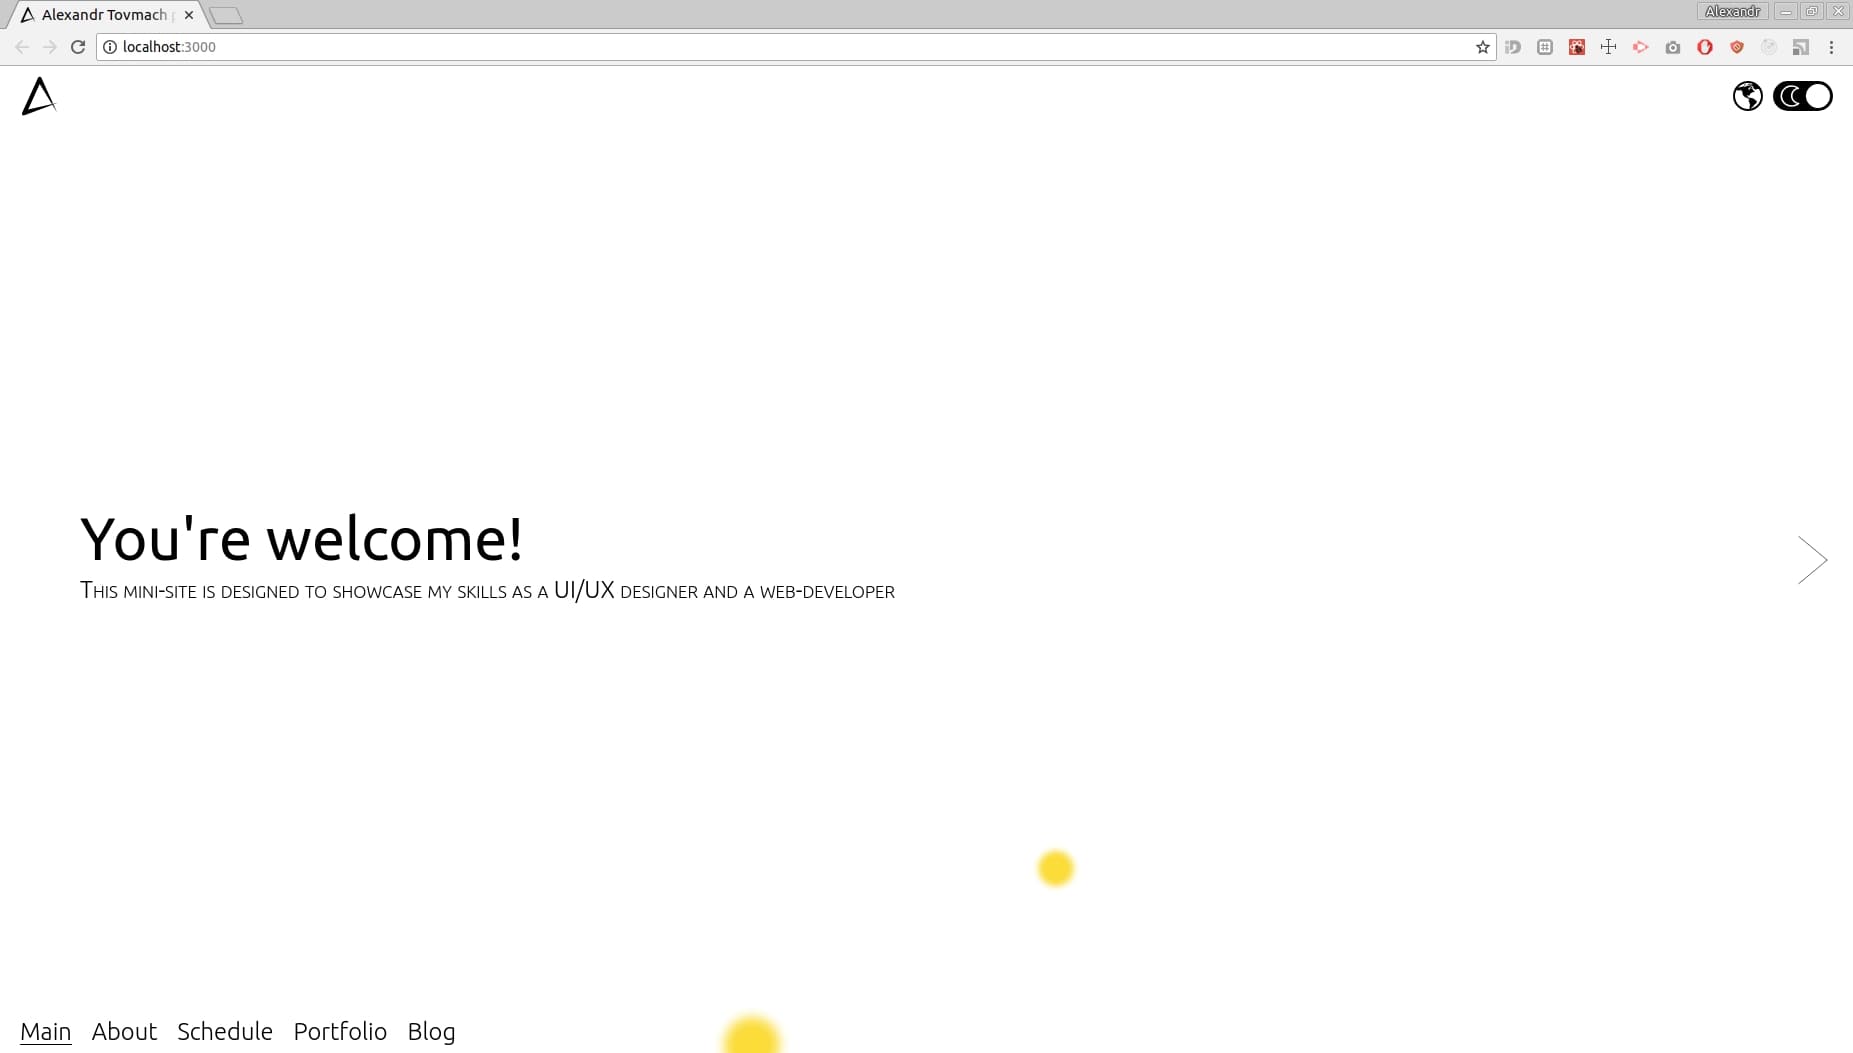 Alexandr Tovmach
Alexandr
localhost:3000
You're welcome!
This mini-site is designed to showcase my skills as a UI/UX designer and a web-developer
Main About Schedule Portfolio Blog